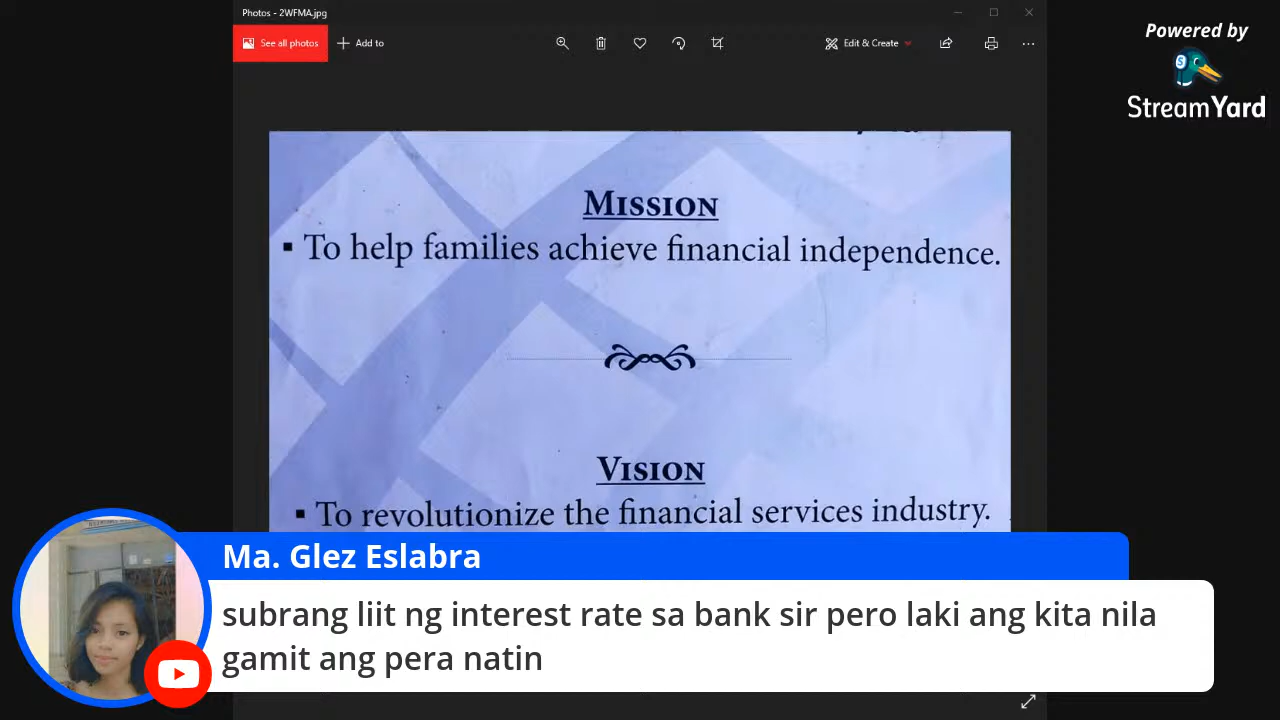 Photos - 2WFMA.jpg
See all photos
Add to
Edit & Create
Powered by
StreamYard
MISSION
▪ To help families achieve financial independence.
VISION
▪ To revolutionize the financial services industry.
Ma. Glez Eslabra
subrang liit ng interest rate sa bank sir pero laki ang kita nila
gamit ang pera natin